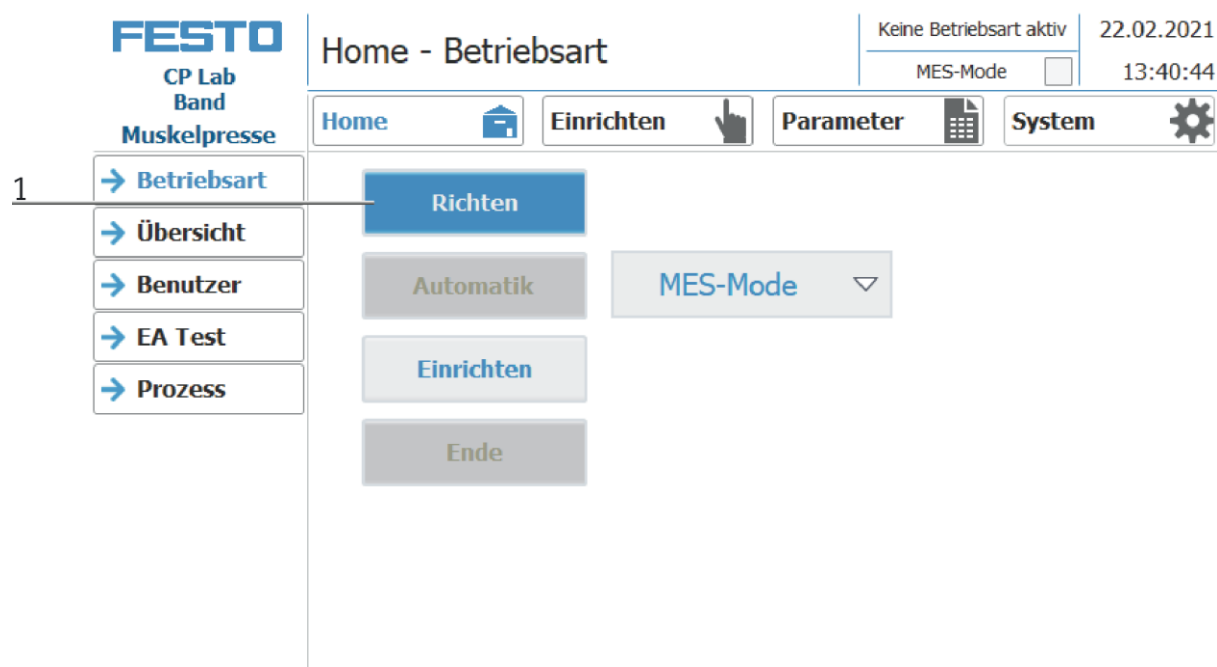 FESTO
CP Lab
Band
Muskelpresse
Home - Betriebsart
Keine Betriebsart aktiv
MES-Mode
22.02.2021
13:40:44
Home
Einrichten
Parameter
System
1
Betriebsart
Übersicht
Benutzer
EA Test
Prozess
Richten
Automatik
MES-Mode
Einrichten
Ende